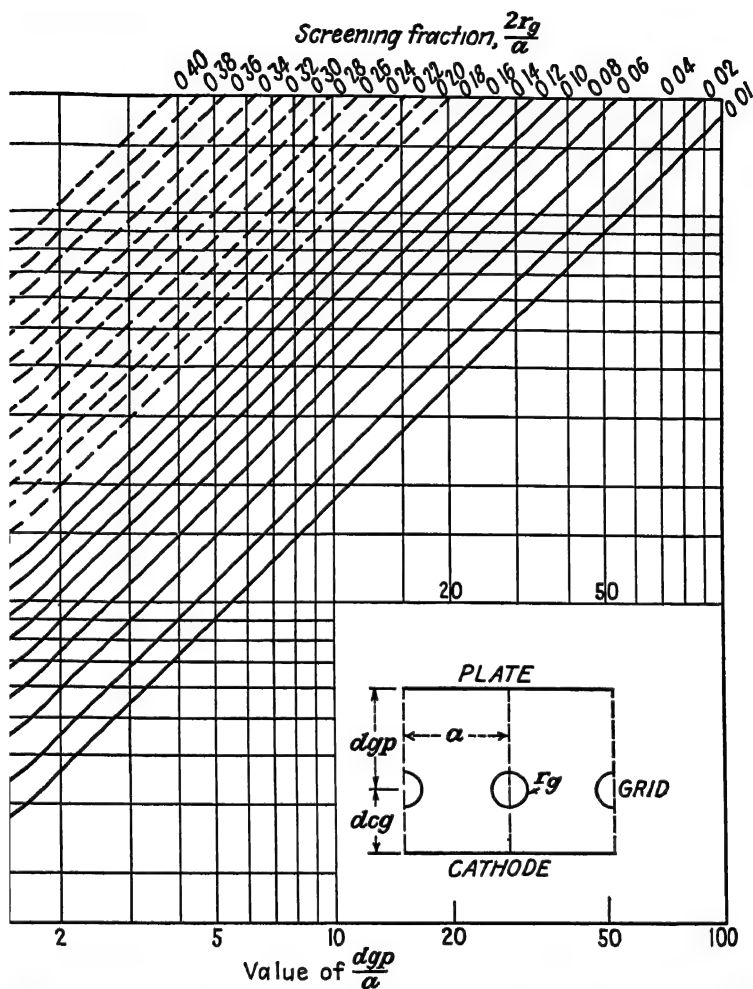 Screening fraction, 2rg/a
0 40 0 38 0 36 0 34 0 32 0 30 0 28 0 26 0 24 0 22 0 20 0 18 0 16 0 14 0 12 0 10 0 08 0 06 0 04 0 02 0 01
20 50
PLATE
dgp
a
rg
GRID
dcg
CATHODE
2 5 10 20 50 100
Value of dgp/a